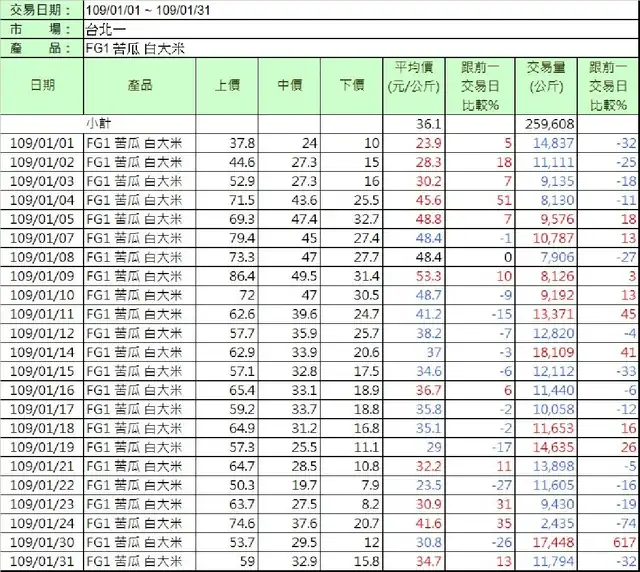 交易日期： 109/01/01 ~ 109/01/31
市 場： 台北一
產 品： FG1 苦瓜 白大米
日期 產品 上價 中價 下價 平均價 (元/公斤) 跟前一交易日比較% 交易量 (公斤) 跟前一交易日比較%
小計 36.1 259,608
109/01/01 FG1 苦瓜 白大米 37.8 24 10 23.9 5 14,837 -32
109/01/02 FG1 苦瓜 白大米 44.6 27.3 15 28.3 18 11,111 -25
109/01/03 FG1 苦瓜 白大米 52.9 27.3 16 30.2 7 9,135 -18
109/01/04 FG1 苦瓜 白大米 71.5 43.6 25.5 45.6 51 8,130 -11
109/01/05 FG1 苦瓜 白大米 69.3 47.4 32.7 48.8 7 9,576 18
109/01/07 FG1 苦瓜 白大米 79.4 45 27.4 48.4 -1 10,787 13
109/01/08 FG1 苦瓜 白大米 73.3 47 27.7 48.4 0 7,906 -27
109/01/09 FG1 苦瓜 白大米 86.4 49.5 31.4 53.3 10 8,126 3
109/01/10 FG1 苦瓜 白大米 72 47 30.5 48.7 -9 9,192 13
109/01/11 FG1 苦瓜 白大米 62.6 39.6 24.7 41.2 -15 13,371 45
109/01/12 FG1 苦瓜 白大米 57.7 35.9 25.7 38.2 -7 12,820 -4
109/01/14 FG1 苦瓜 白大米 62.9 33.9 20.6 37 -3 18,109 41
109/01/15 FG1 苦瓜 白大米 57.1 32.8 17.5 34.6 -6 12,112 -33
109/01/16 FG1 苦瓜 白大米 65.4 33.1 18.9 36.7 6 11,440 -6
109/01/17 FG1 苦瓜 白大米 59.2 33.7 18.8 35.8 -2 10,058 -12
109/01/18 FG1 苦瓜 白大米 64.9 31.2 16.8 35.1 -2 11,653 16
109/01/19 FG1 苦瓜 白大米 57.3 25.5 11.1 29 -17 14,635 26
109/01/21 FG1 苦瓜 白大米 64.7 28.5 10.8 32.2 11 13,898 -5
109/01/22 FG1 苦瓜 白大米 50.3 19.7 7.9 23.5 -27 11,605 -16
109/01/23 FG1 苦瓜 白大米 63.7 27.5 8.2 30.9 31 9,430 -19
109/01/24 FG1 苦瓜 白大米 74.6 37.6 20.7 41.6 35 2,435 -74
109/01/30 FG1 苦瓜 白大米 53.7 29.5 12 30.8 -26 17,448 617
109/01/31 FG1 苦瓜 白大米 59 32.9 15.8 34.7 13 11,794 -32